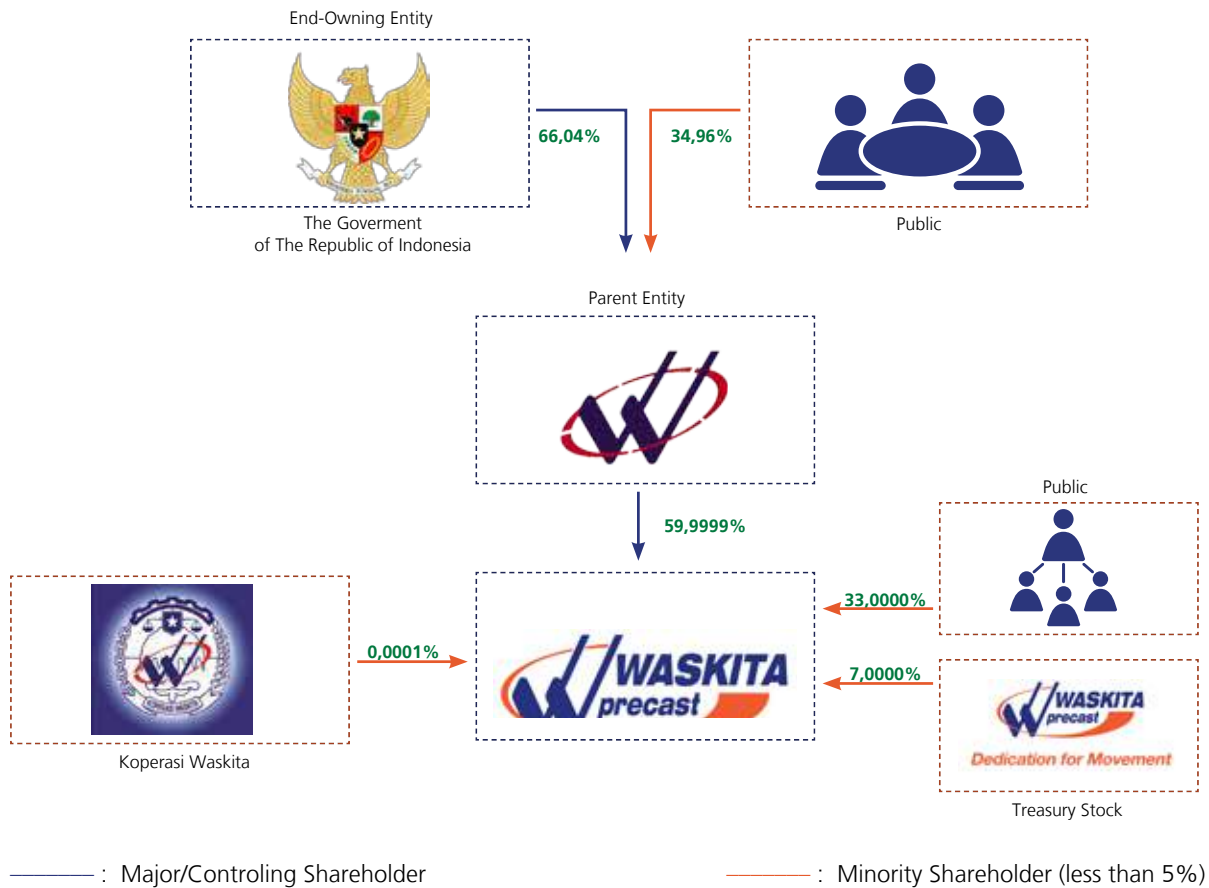 End-Owning Entity
66,04%
34,96%
The Goverment
of The Republic of Indonesia
Public
Parent Entity
59,9999%
Public
33,0000%
0,0001%
WASKITA
precast
7,0000%
WASKITA
precast
Dedication for Movement
Koperasi Waskita
Treasury Stock
: Major/Controling Shareholder
: Minority Shareholder (less than 5%)